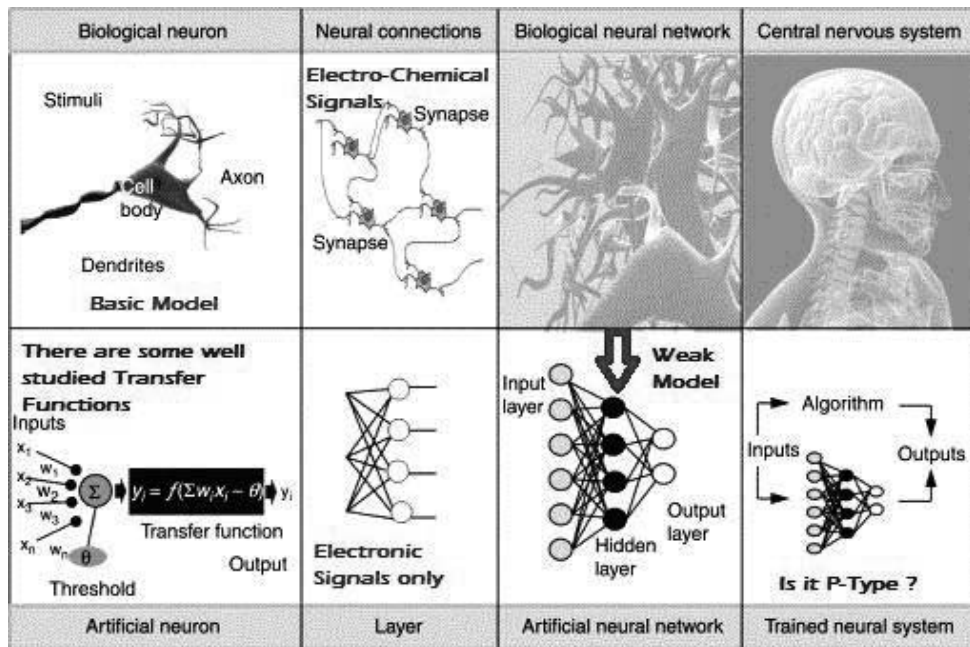 Biological neuron
Neural connections
Biological neural network
Central nervous system
Stimuli
Cell
body
Axon
Dendrites
Basic Model
Electro-Chemical
Signals
Synapse
Synapse
There are some well
studied Transfer
Functions
Inputs
x1
w1
x2
w2
x3
w3
xn
wn
Σ
θ
yi = f(Σwixi − θ)
yi
Transfer function
Output
Threshold
Electronic
Signals only
Weak
Model
Input
layer
Hidden
layer
Output
layer
Algorithm
Inputs
Outputs
Is it P-Type ?
Artificial neuron
Layer
Artificial neural network
Trained neural system